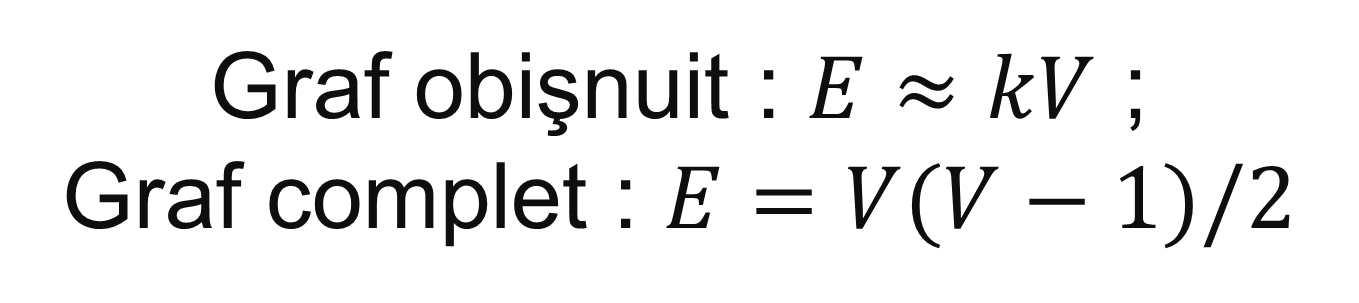 Graf obişnuit : E ≈ kV ;
Graf complet : E = V(V − 1)/2